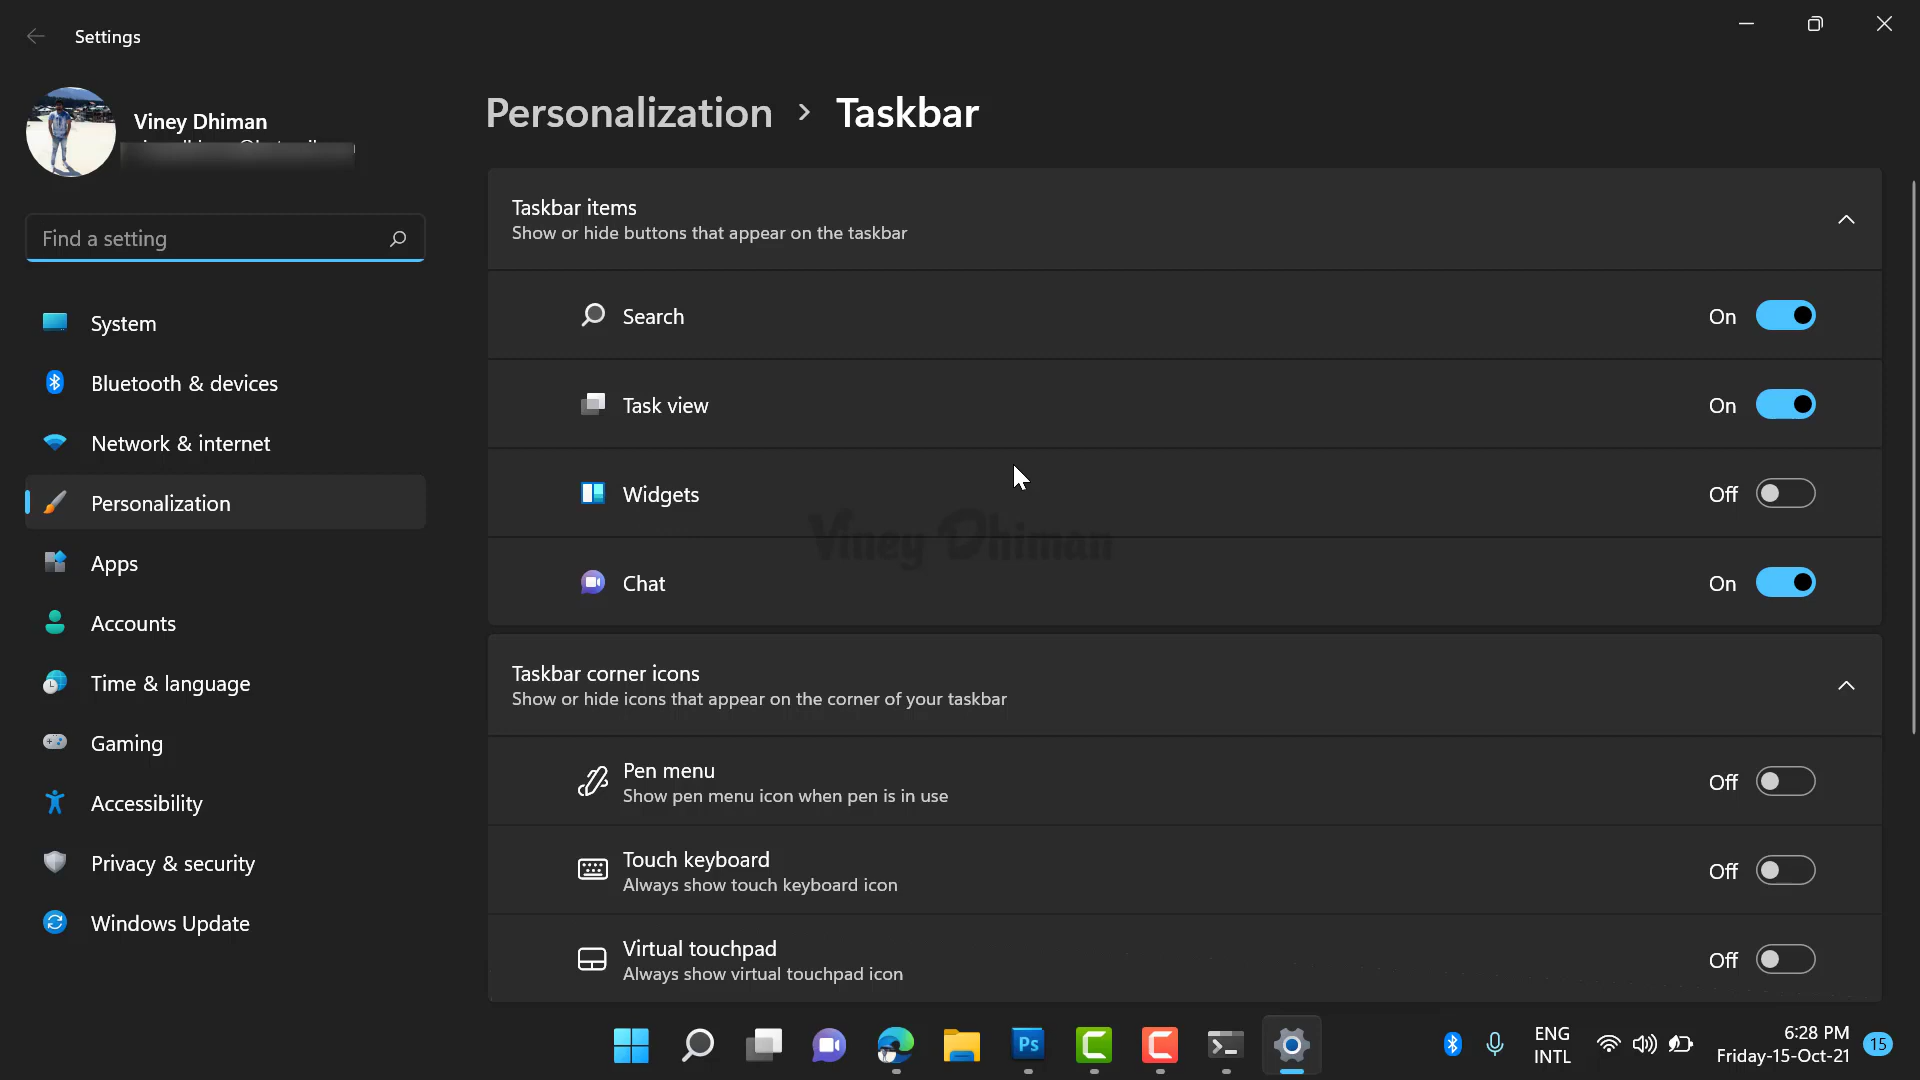 Settings
Viney Dhiman
Find a setting
System
Bluetooth & devices
Network & internet
Personalization
Apps
Accounts
Time & language
Gaming
Accessibility
Privacy & security
Windows Update
Personalization > Taskbar
Taskbar items
Show or hide buttons that appear on the taskbar
Search On
Task view On
Widgets Off
Viney Dhiman
Chat On
Taskbar corner icons
Show or hide icons that appear on the corner of your taskbar
Pen menu
Show pen menu icon when pen is in use
Off
Touch keyboard
Always show touch keyboard icon
Off
Virtual touchpad
Always show virtual touchpad icon
Off
Ps
ENG
INTL
6:28 PM
Friday-15-Oct-21
15